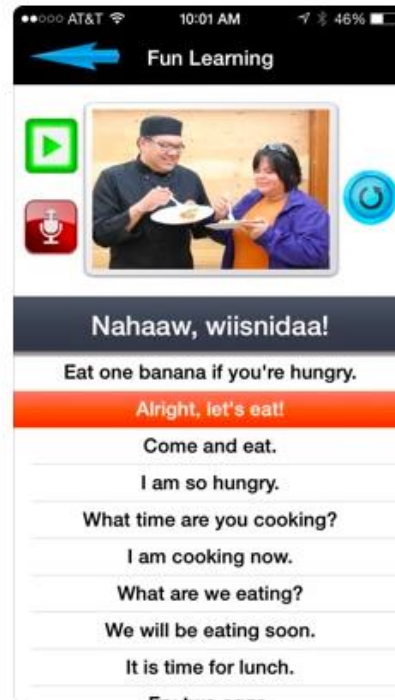 AT&T 10:01 AM 46%
Fun Learning
Nahaaw, wiisnidaa!
Eat one banana if you're hungry.
Alright, let's eat!
Come and eat.
I am so hungry.
What time are you cooking?
I am cooking now.
What are we eating?
We will be eating soon.
It is time for lunch.